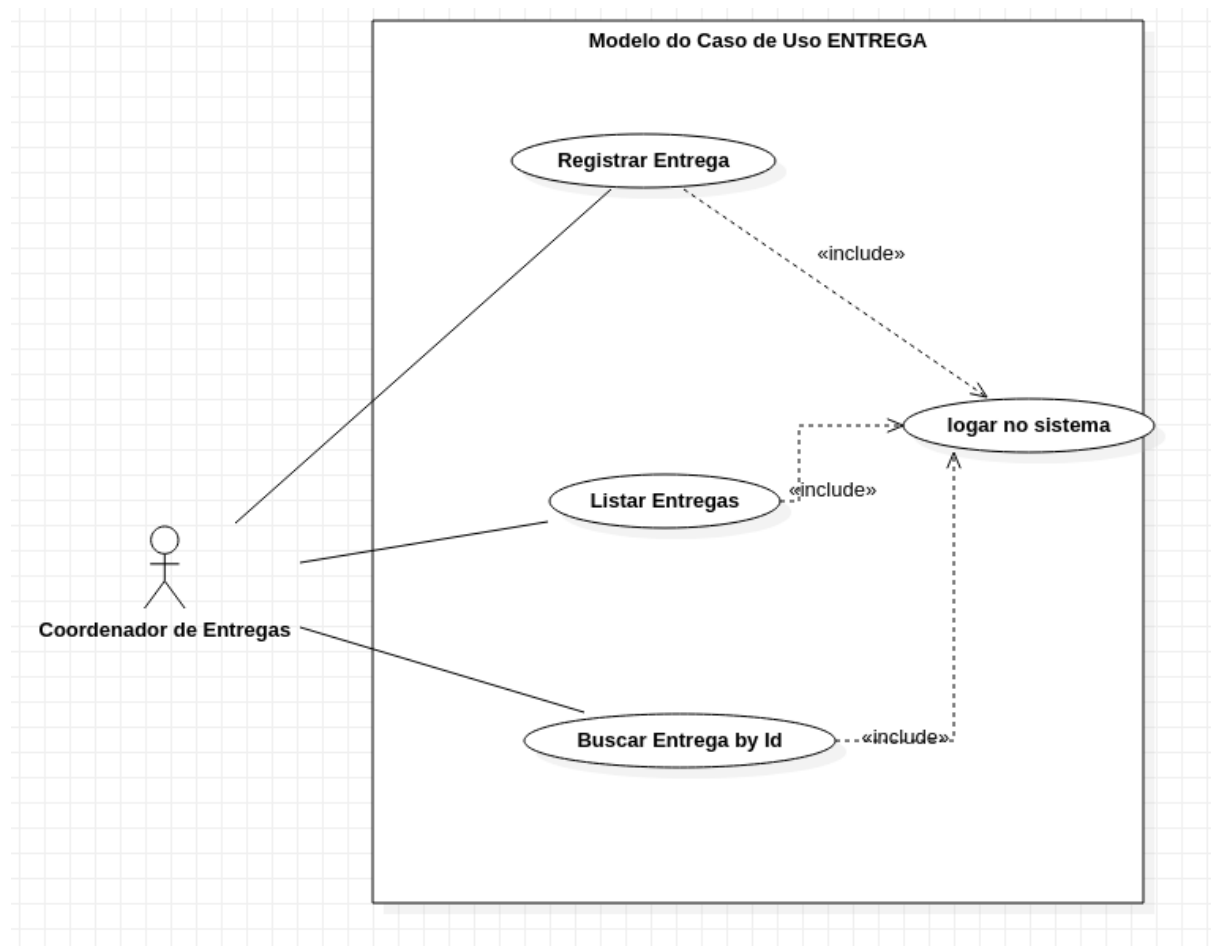 Modelo do Caso de Uso ENTREGA
Registrar Entrega
«include»
logar no sistema
Listar Entregas
«include»
Coordenador de Entregas
Buscar Entrega by Id
«include»